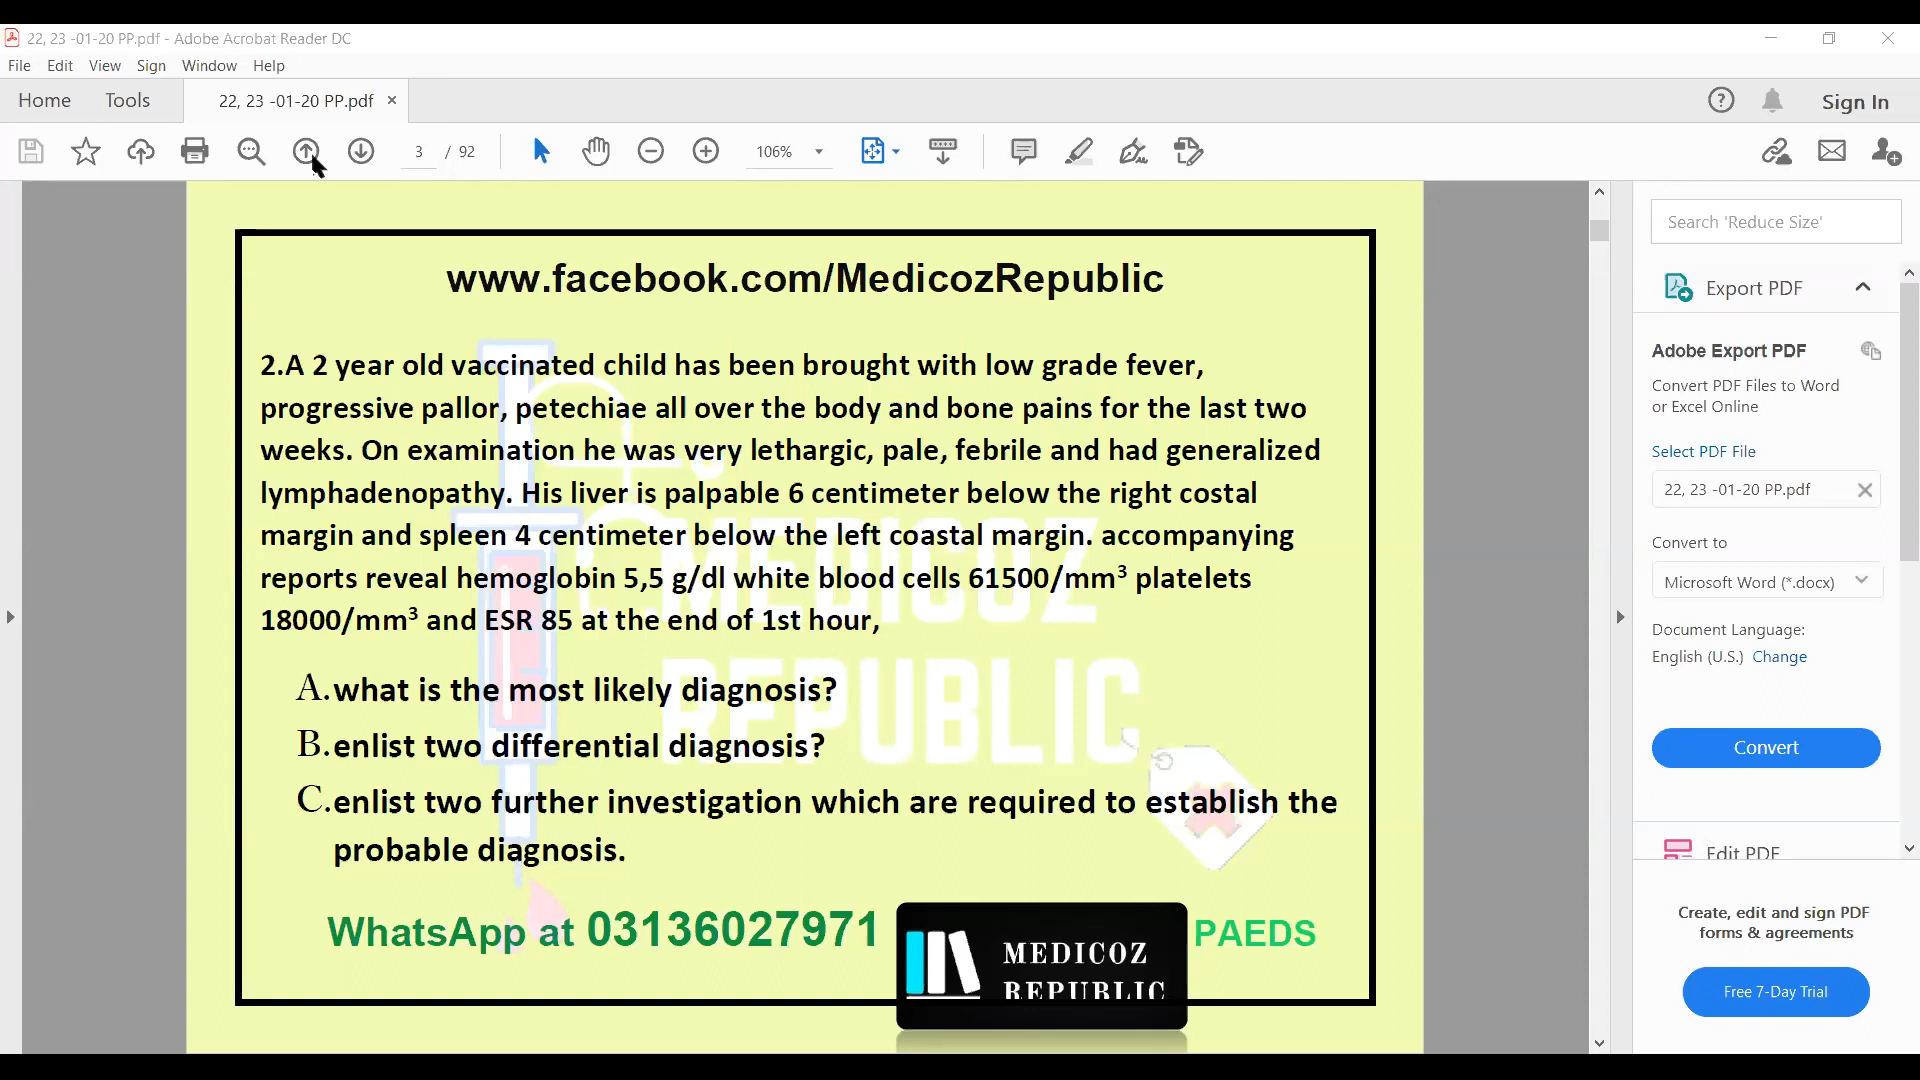 22, 23 -01-20 PP.pdf - Adobe Acrobat Reader DC
File Edit View Sign Window Help
Home Tools 22, 23 -01-20 PP.pdf × Sign In
3 / 92 106%
www.facebook.com/MedicozRepublic
2.A 2 year old vaccinated child has been brought with low grade fever,
progressive pallor, petechiae all over the body and bone pains for the last two
weeks. On examination he was very lethargic, pale, febrile and had generalized
lymphadenopathy. His liver is palpable 6 centimeter below the right costal
margin and spleen 4 centimeter below the left coastal margin. accompanying
reports reveal hemoglobin 5,5 g/dl white blood cells 61500/mm³ platelets
18000/mm³ and ESR 85 at the end of 1st hour,
A.what is the most likely diagnosis?
B.enlist two differential diagnosis?
C.enlist two further investigation which are required to establish the
probable diagnosis.
WhatsApp at 03136027971
PAEDS
MEDICOZ
REPUBLIC
MEDICOZ
REPUBLIC
Search 'Reduce Size'
Export PDF
Adobe Export PDF
Convert PDF Files to Word
or Excel Online
Select PDF File
22, 23 -01-20 PP.pdf
Convert to
Microsoft Word (*.docx)
Document Language:
English (U.S.) Change
Convert
Edit PDF
Create, edit and sign PDF
forms & agreements
Free 7-Day Trial